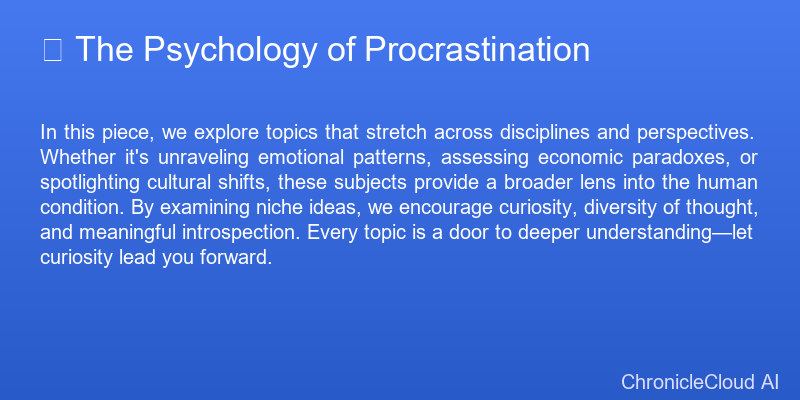 The Psychology of Procrastination
In this piece, we explore topics that stretch across disciplines and perspectives.
Whether it's unraveling emotional patterns, assessing economic paradoxes, or
spotlighting cultural shifts, these subjects provide a broader lens into the human
condition. By examining niche ideas, we encourage curiosity, diversity of thought,
and meaningful introspection. Every topic is a door to deeper understanding—let
curiosity lead you forward.
ChronicleCloud AI